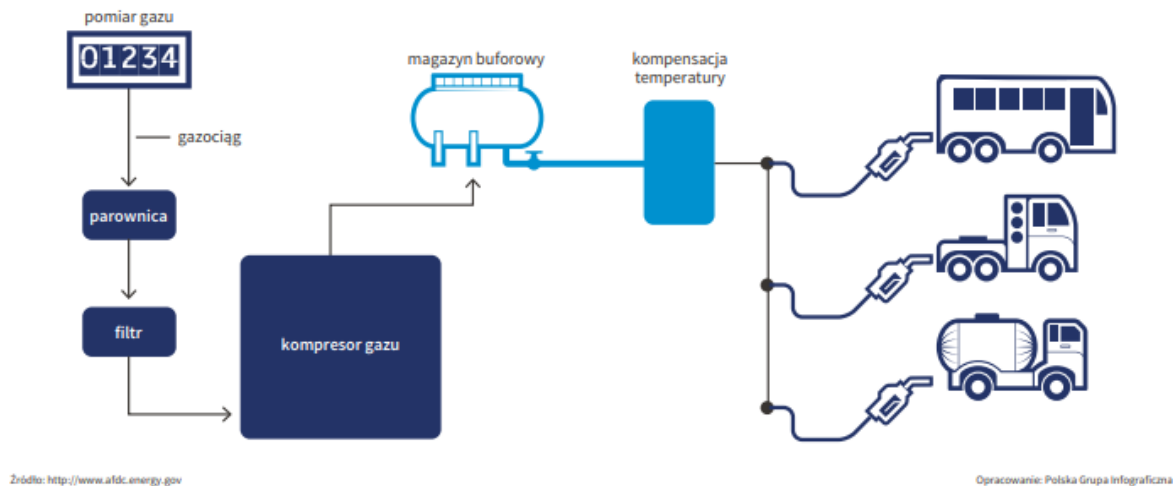 pomiar gazu
01234
gazociąg
parownica
filtr
kompresor gazu
magazyn buforowy
kompensacja
temperatury
Źródło: http://www.afdc.energy.gov
Opracowanie: Polska Grupa Infograficzna